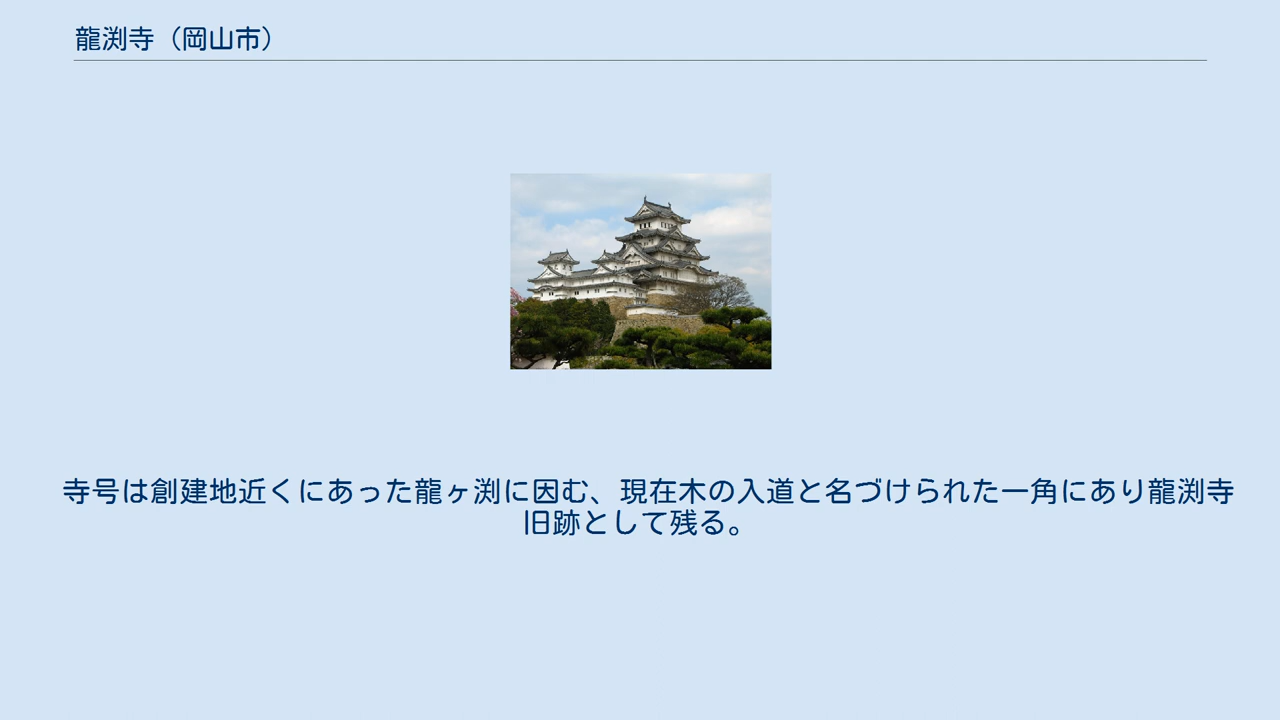 龍渕寺（岡山市）
寺号は創建地近くにあった龍ヶ渕に因む、現在木の入道と名づけられた一角にあり龍渕寺
旧跡として残る。